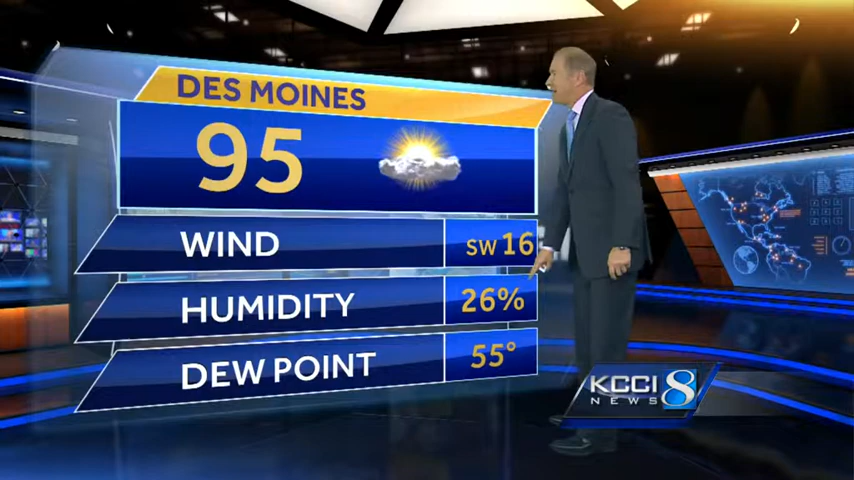 DES MOINES
95
WIND
SW 16
HUMIDITY
26%
DEW POINT
55°
KCCI 8
NEWS